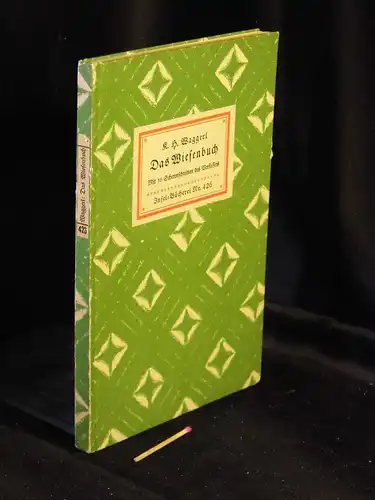 K. H. Waggerl
Das Wiesenbuch
Mit 16 Scherenschnitten des Verfassers
Insel-Bücherei Nr. 426
426 Waggerl: Das Wiesenbuch